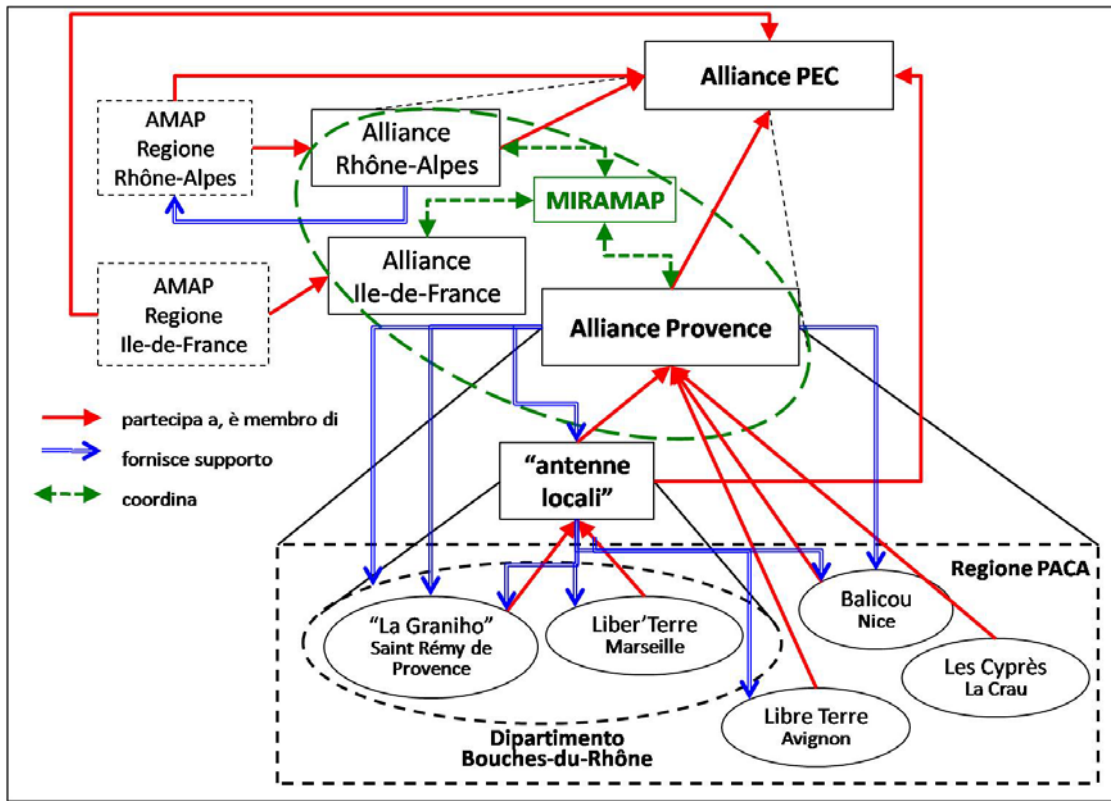 Alliance PEC
AMAP
Regione
Rhône-Alpes
Alliance
Rhône-Alpes
MIRAMAP
Alliance
Ile-de-France
AMAP
Regione
Ile-de-France
Alliance Provence
partecipa a, è membro di
fornisce supporto
coordina
“antenne
locali”
Regione PACA
“La Graniho”
Saint Rémy de
Provence
Liber’Terre
Marseille
Balicou
Nice
Les Cyprès
La Crau
Libre Terre
Avignon
Dipartimento
Bouches-du-Rhône